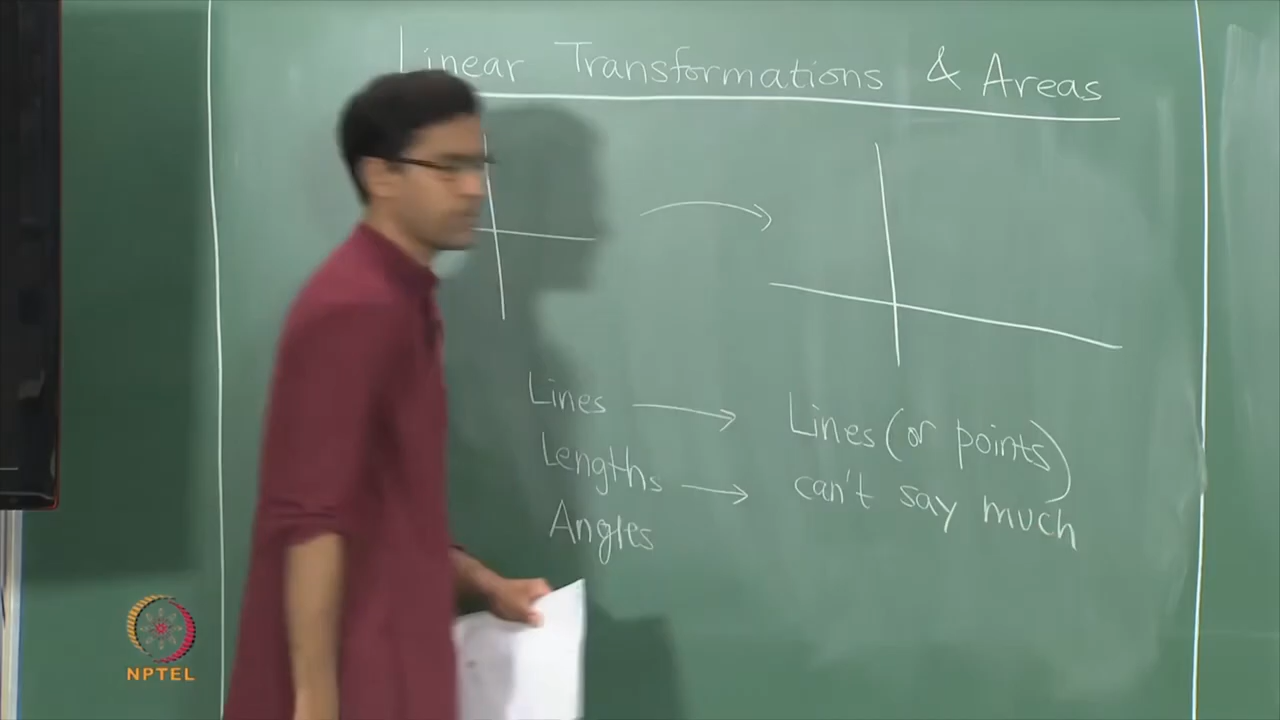 Linear Transformations & Areas
Lines → Lines (or points)
Lengths → can't say much
Angles
NPTEL